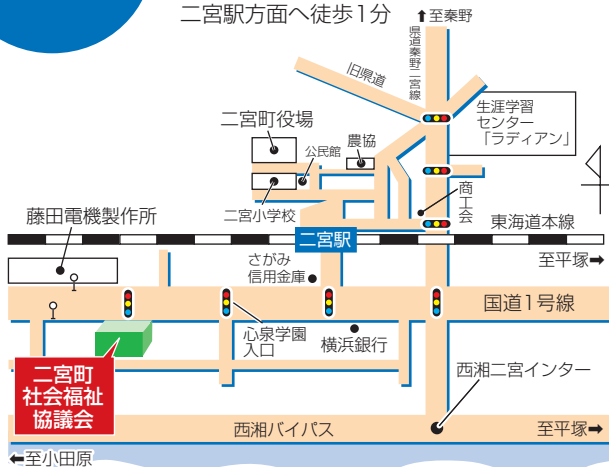 二宮駅方面へ徒歩1分
⬆至秦野
県道秦野二宮線
旧県道
生涯学習
センター
「ラディアン」
二宮町役場
公民館
農協
二宮小学校
商工会
藤田電機製作所
東海道本線
二宮駅
至平塚➡
さがみ
信用金庫
国道1号線
心泉学園
入口
横浜銀行
二宮町
社会福祉
協議会
西湘二宮インター
西湘バイパス
至平塚➡
⬅至小田原